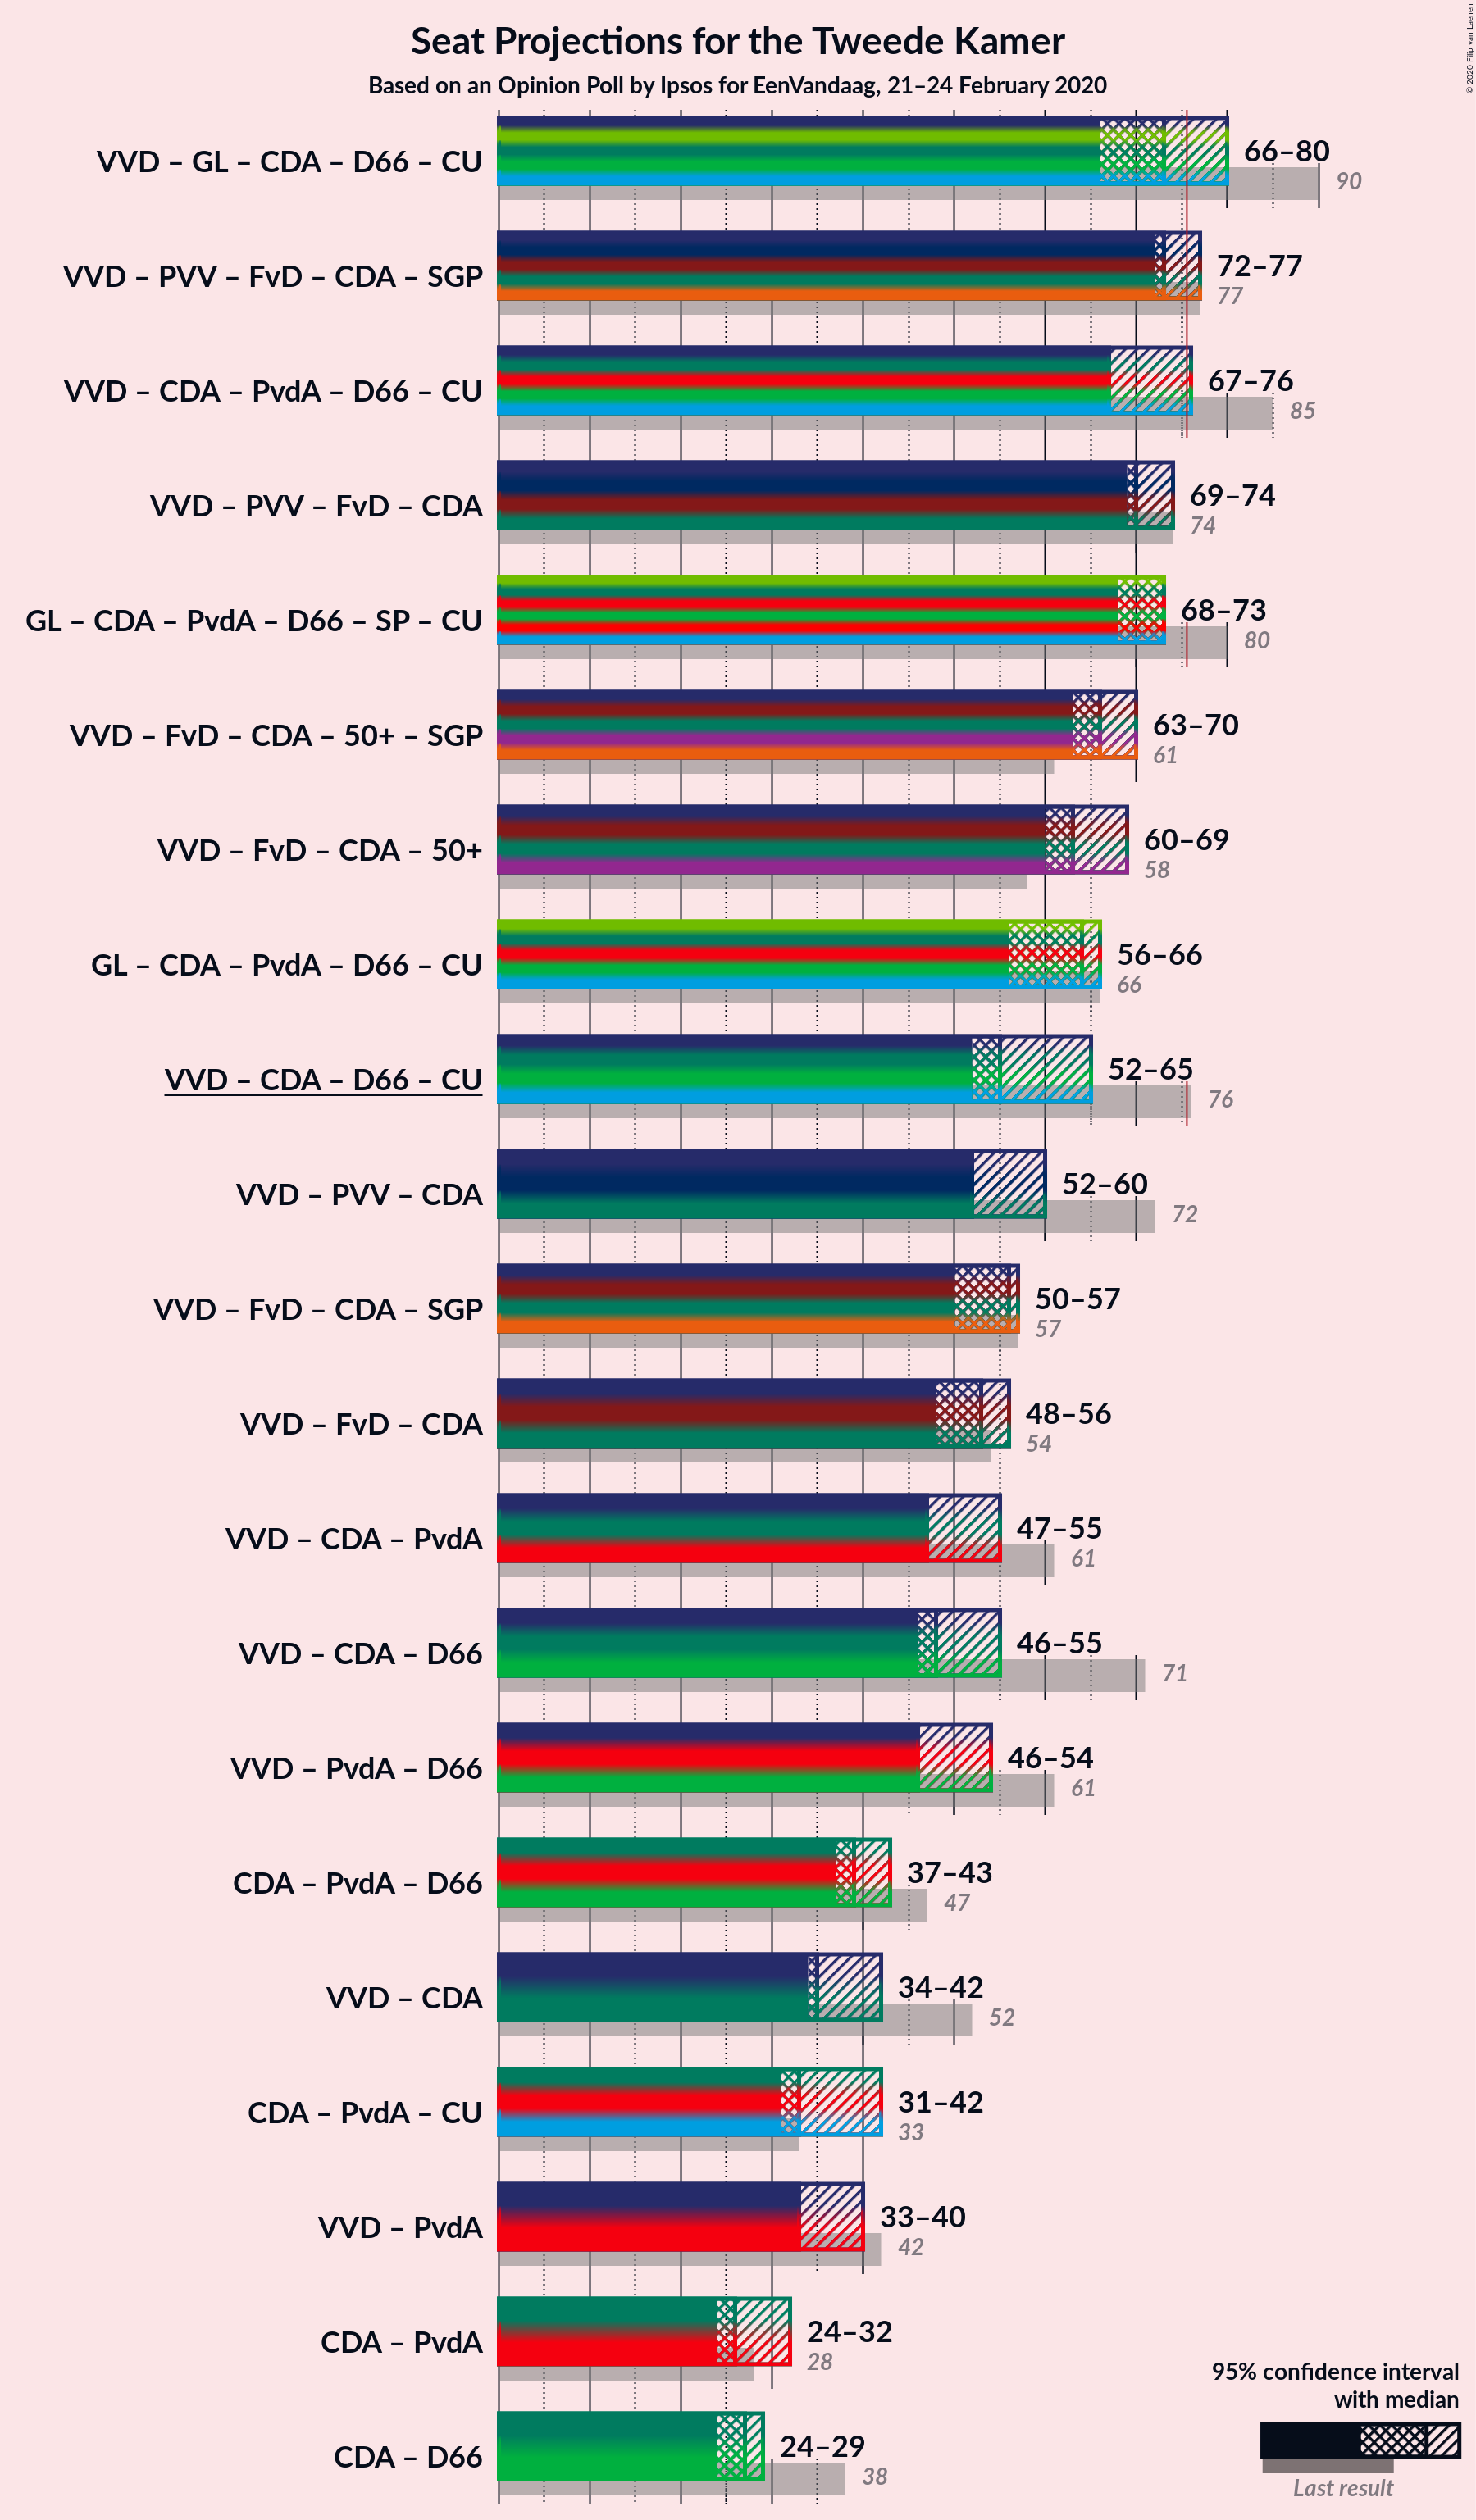 Seat Projections for the Tweede Kamer
Based on an Opinion Poll by Ipsos for EenVandaag, 21–24 February 2020
© 2020 Filip van Laenen
VVD – GL – CDA – D66 – CU
66–80
90
VVD – PVV – FvD – CDA – SGP
72–77
77
VVD – CDA – PvdA – D66 – CU
67–76
85
VVD – PVV – FvD – CDA
69–74
74
GL – CDA – PvdA – D66 – SP – CU
68–73
80
VVD – FvD – CDA – 50+ – SGP
63–70
61
VVD – FvD – CDA – 50+
60–69
58
GL – CDA – PvdA – D66 – CU
56–66
66
VVD – CDA – D66 – CU
52–65
76
VVD – PVV – CDA
52–60
72
VVD – FvD – CDA – SGP
50–57
57
VVD – FvD – CDA
48–56
54
VVD – CDA – PvdA
47–55
61
VVD – CDA – D66
46–55
71
VVD – PvdA – D66
46–54
61
CDA – PvdA – D66
37–43
47
VVD – CDA
34–42
52
CDA – PvdA – CU
31–42
33
VVD – PvdA
33–40
42
CDA – PvdA
24–32
28
CDA – D66
24–29
38
95% confidence interval
with median
Last result